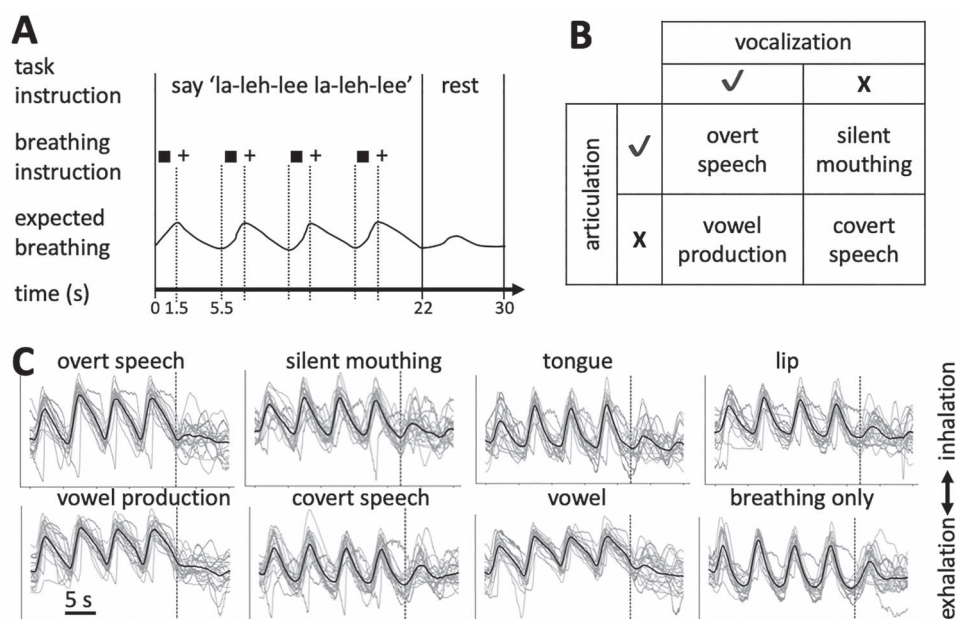 A
task
instruction
say 'la-leh-lee la-leh-lee' rest
breathing
instruction
+ + + +
expected
breathing
time (s)
0 1.5 5.5 22 30
B
vocalization
✓ X
articulation
✓
overt
speech
silent
mouthing
X
vowel
production
covert
speech
C
overt speech silent mouthing tongue lip
vowel production covert speech vowel breathing only
5 s
exhalation ↔ inhalation